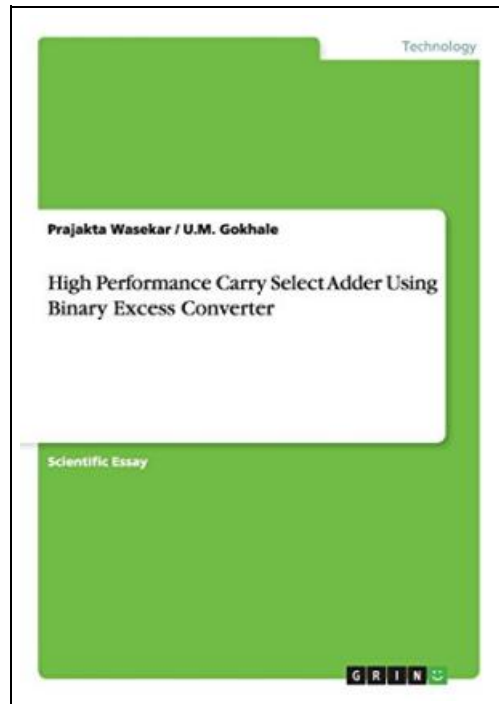 Technology
Prajakta Wasekar / U.M. Gokhale
High Performance Carry Select Adder Using
Binary Excess Converter
Scientific Essay
GRIN